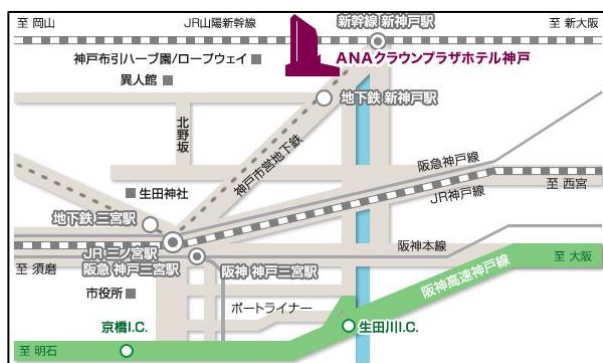 至 岡山
JR山陽新幹線
新幹線 新神戸駅
至 新大阪
神戸布引ハーブ園/ロープウェイ
ANAクラウンプラザホテル神戸
異人館
地下鉄 新神戸駅
北野坂
神戸市営地下鉄
阪急神戸線
JR神戸線
至 西宮
生田神社
地下鉄 三宮駅
JR 三ノ宮駅
阪神本線
至 須磨
阪急 神戸三宮駅
阪神 神戸三宮駅
至 大阪
阪神高速神戸線
市役所
ポートライナー
京橋I.C.
生田川I.C.
至 明石